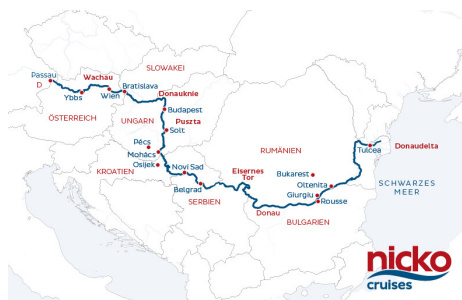 SLOWAKEI
Passau
D
Wachau
Bratislava
Donauknie
Ybbs
Wien
Budapest
ÖSTERREICH
UNGARN
Puszta
Solt
Pécs
Mohács
RUMÄNIEN
Tulcea
Donaudelta
Osijek
Novi Sad
Eisernes
Tor
Bukarest
KROATIEN
Oltenita
SCHWARZES
MEER
Belgrad
Giurgiu
SERBIEN
Rousse
Donau
BULGARIEN
nicko
cruises